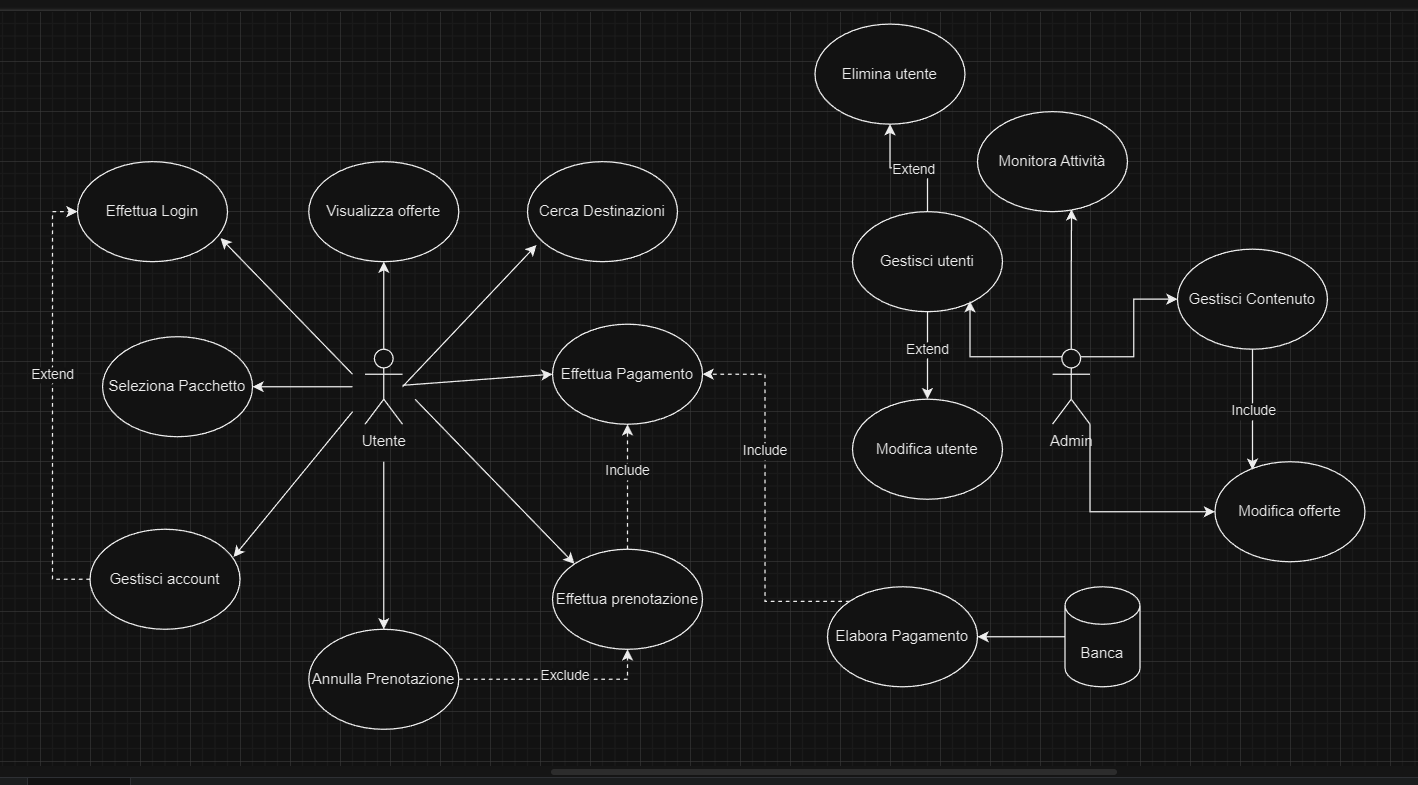 Elimina utente
Monitora Attività
Extend
Effettua Login
Visualizza offerte
Cerca Destinazioni
Gestisci utenti
Gestisci Contenuto
Extend
Extend
Seleziona Pacchetto
Effettua Pagamento
Utente
Admin
Include
Modifica utente
Include
Include
Modifica offerte
Gestisci account
Effettua prenotazione
Elabora Pagamento
Banca
Annulla Prenotazione
Exclude